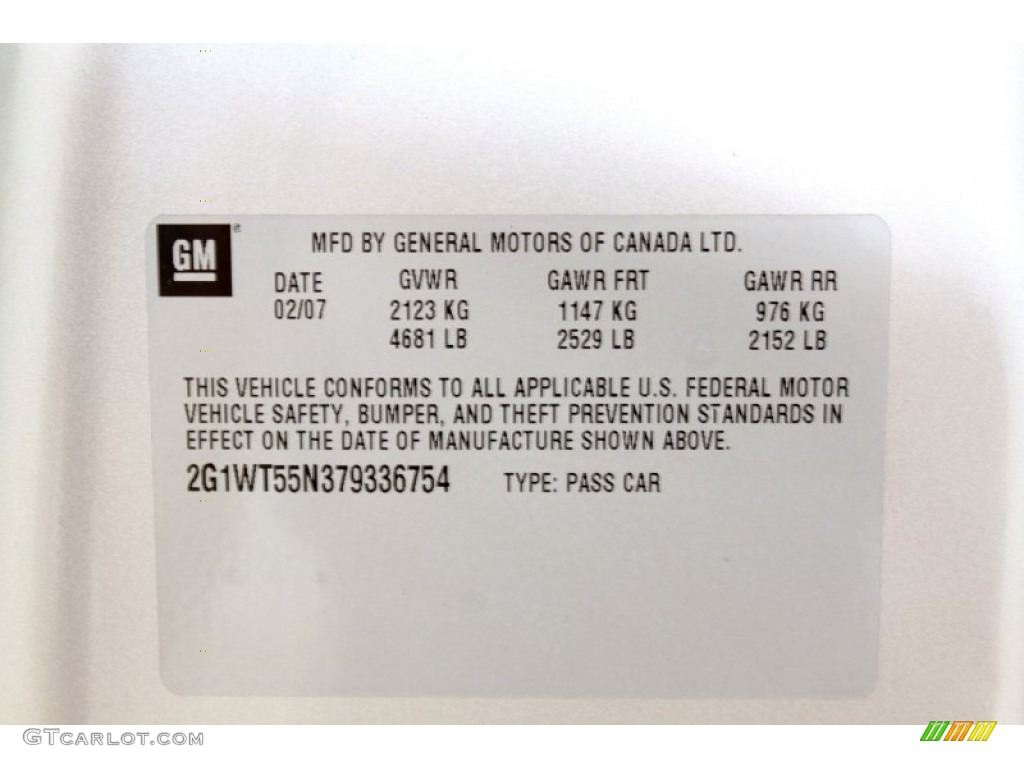 GM®
MFD BY GENERAL MOTORS OF CANADA LTD.
DATE GVWR GAWR FRT GAWR RR
02/07 2123 KG 1147 KG 976 KG
4681 LB 2529 LB 2152 LB
THIS VEHICLE CONFORMS TO ALL APPLICABLE U.S. FEDERAL MOTOR
VEHICLE SAFETY, BUMPER, AND THEFT PREVENTION STANDARDS IN
EFFECT ON THE DATE OF MANUFACTURE SHOWN ABOVE.
2G1WT55N379336754 TYPE: PASS CAR
GTCARLOT.COM